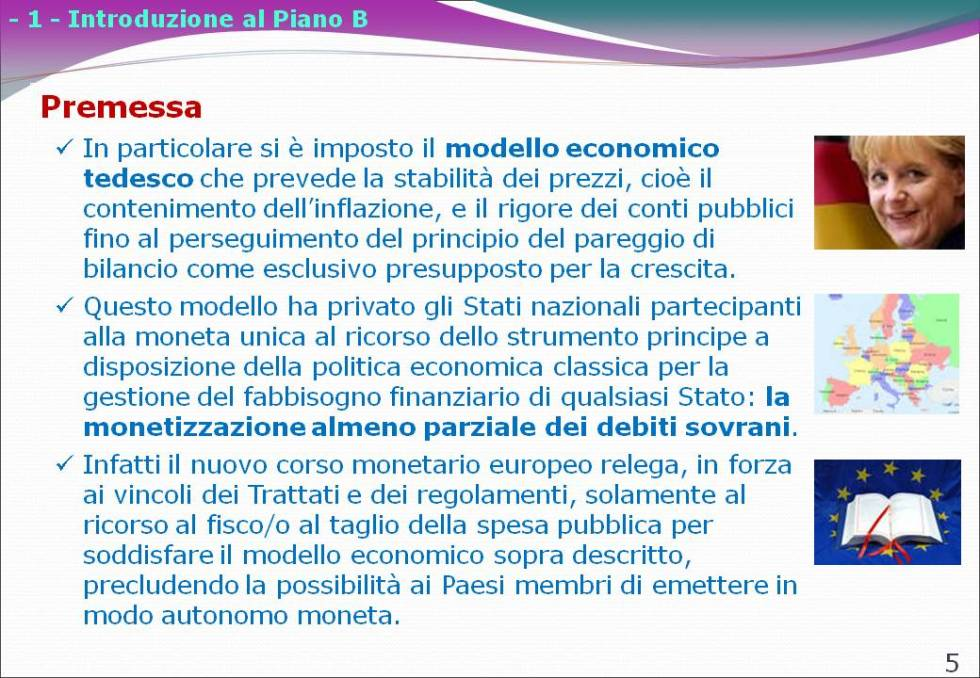 - 1 - Introduzione al Piano B
Premessa
✓ In particolare si è imposto il modello economico
tedesco che prevede la stabilità dei prezzi, cioè il
contenimento dell’inflazione, e il rigore dei conti pubblici
fino al perseguimento del principio del pareggio di
bilancio come esclusivo presupposto per la crescita.
✓ Questo modello ha privato gli Stati nazionali partecipanti
alla moneta unica al ricorso dello strumento principe a
disposizione della politica economica classica per la
gestione del fabbisogno finanziario di qualsiasi Stato: la
monetizzazione almeno parziale dei debiti sovrani.
✓ Infatti il nuovo corso monetario europeo relega, in forza
ai vincoli dei Trattati e dei regolamenti, solamente al
ricorso al fisco/o al taglio della spesa pubblica per
soddisfare il modello economico sopra descritto,
precludendo la possibilità ai Paesi membri di emettere in
modo autonomo moneta.
5